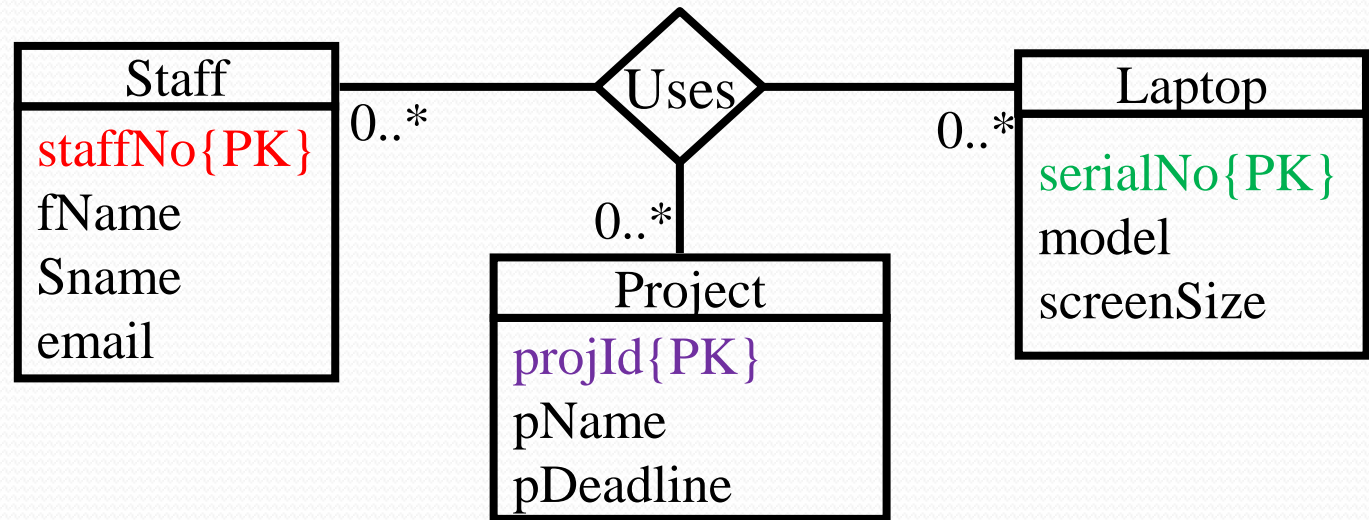 Staff
staffNo{PK}
fName
Sname
email
0..*
Uses
0..*
0..*
Laptop
serialNo{PK}
model
screenSize
Project
projId{PK}
pName
pDeadline